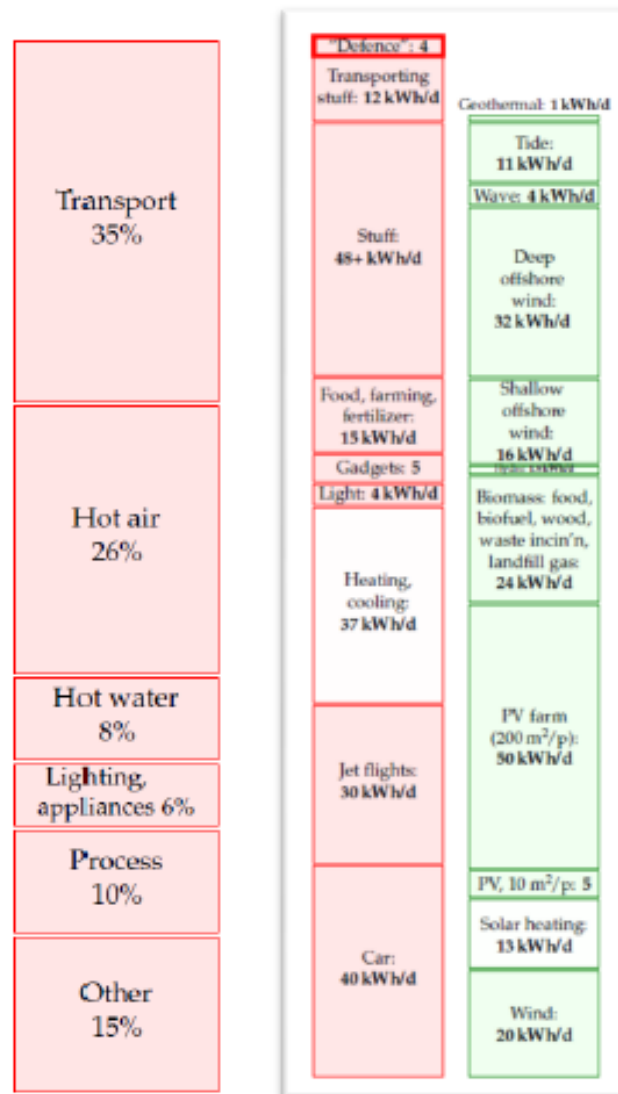 Transport
35%
Hot air
26%
Hot water
8%
Lighting,
appliances 6%
Process
10%
Other
15%
"Defence": 4
Transporting
stuff: 12 kWh/d
Stuff:
48+ kWh/d
Food, farming,
fertilizer:
15 kWh/d
Gadgets: 5
Light: 4 kWh/d
Heating,
cooling:
37 kWh/d
Jet flights:
30 kWh/d
Car:
40 kWh/d
Geothermal: 1 kWh/d
Tide:
11 kWh/d
Wave: 4 kWh/d
Deep
offshore
wind:
32 kWh/d
Shallow
offshore
wind:
16 kWh/d
Biomass: food,
biofuel, wood,
waste incin'n,
landfill gas:
24 kWh/d
PV farm
(200 m²/p):
50 kWh/d
PV, 10 m²/p: 5
Solar heating:
13 kWh/d
Wind:
20 kWh/d